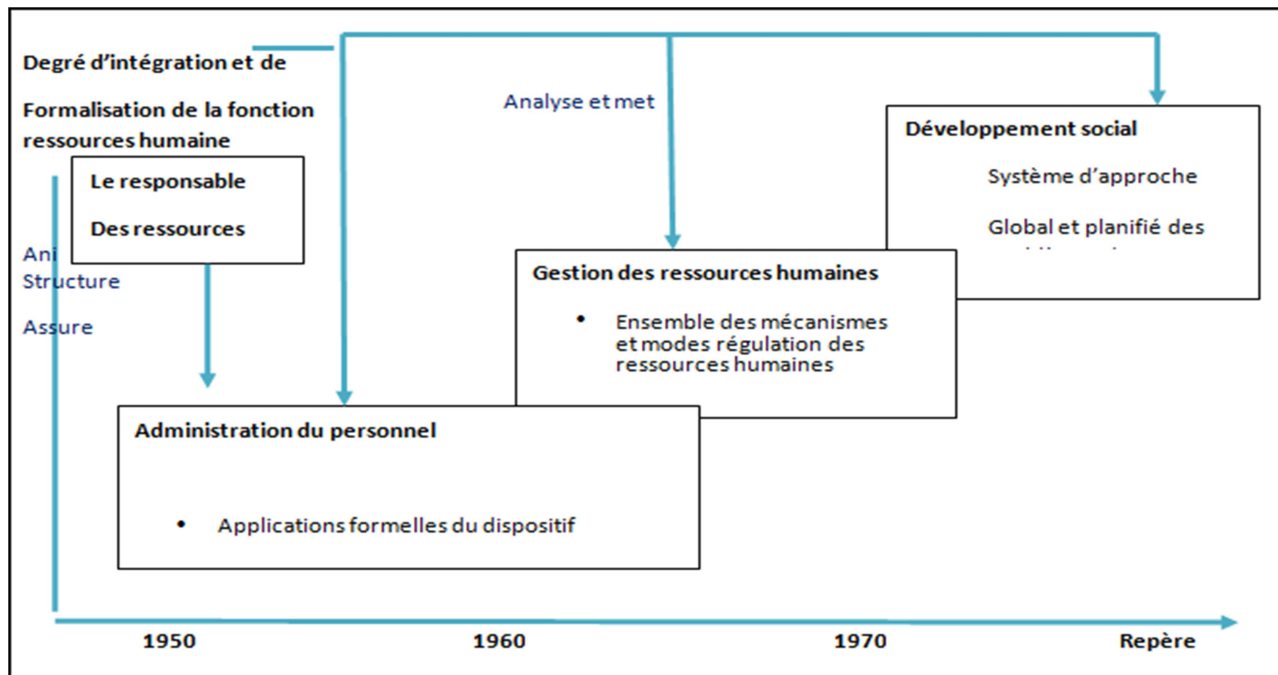 Degré d’intégration et de
Formalisation de la fonction
ressources humaine
Le responsable
Des ressources
Ani
Structure
Assure
Analyse et met
Développement social
Système d’approche
Global et planifié des
Gestion des ressources humaines
• Ensemble des mécanismes
et modes régulation des
ressources humaines
Administration du personnel
• Applications formelles du dispositif
1950
1960
1970
Repère